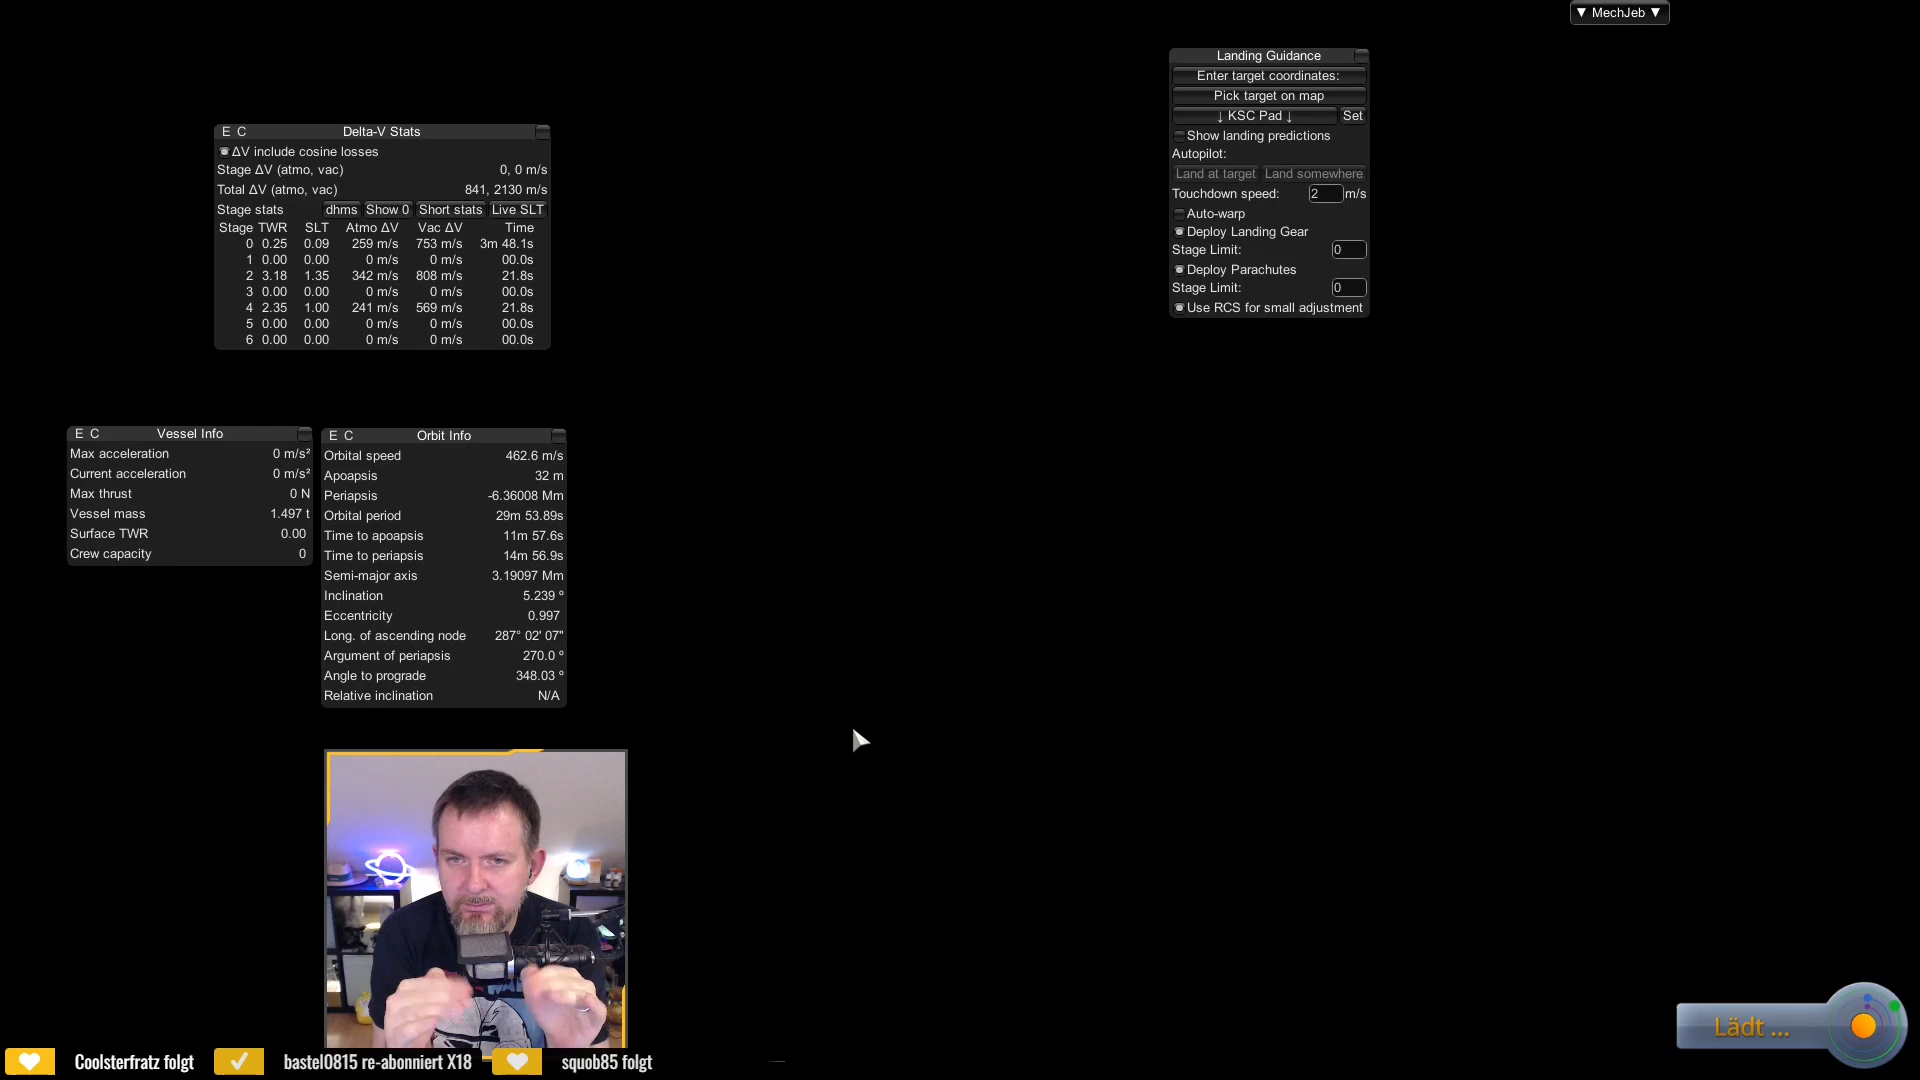 ▼ MechJeb ▼
Landing Guidance
Enter target coordinates:
Pick target on map
↓ KSC Pad ↓ Set
Show landing predictions
Autopilot:
Land at target Land somewhere
Touchdown speed: 2 m/s
Auto-warp
Deploy Landing Gear
Stage Limit: 0
Deploy Parachutes
Stage Limit: 0
Use RCS for small adjustment
E C Delta-V Stats
ΔV include cosine losses
Stage ΔV (atmo, vac) 0, 0 m/s
Total ΔV (atmo, vac) 841, 2130 m/s
Stage stats dhms Show 0 Short stats Live SLT
Stage TWR SLT Atmo ΔV Vac ΔV Time
0 0.25 0.09 259 m/s 753 m/s 3m 48.1s
1 0.00 0.00 0 m/s 0 m/s 00.0s
2 3.18 1.35 342 m/s 808 m/s 21.8s
3 0.00 0.00 0 m/s 0 m/s 00.0s
4 2.35 1.00 241 m/s 569 m/s 21.8s
5 0.00 0.00 0 m/s 0 m/s 00.0s
6 0.00 0.00 0 m/s 0 m/s 00.0s
E C Vessel Info
Max acceleration 0 m/s²
Current acceleration 0 m/s²
Max thrust 0 N
Vessel mass 1.497 t
Surface TWR 0.00
Crew capacity 0
E C Orbit Info
Orbital speed 462.6 m/s
Apoapsis 32 m
Periapsis -6.36008 Mm
Orbital period 29m 53.89s
Time to apoapsis 11m 57.6s
Time to periapsis 14m 56.9s
Semi-major axis 3.19097 Mm
Inclination 5.239 º
Eccentricity 0.997
Long. of ascending node 287° 02' 07"
Argument of periapsis 270.0 º
Angle to prograde 348.03 º
Relative inclination N/A
Lädt ...
Coolsterfratz folgt bastel0815 re-abonniert X18 squob85 folgt